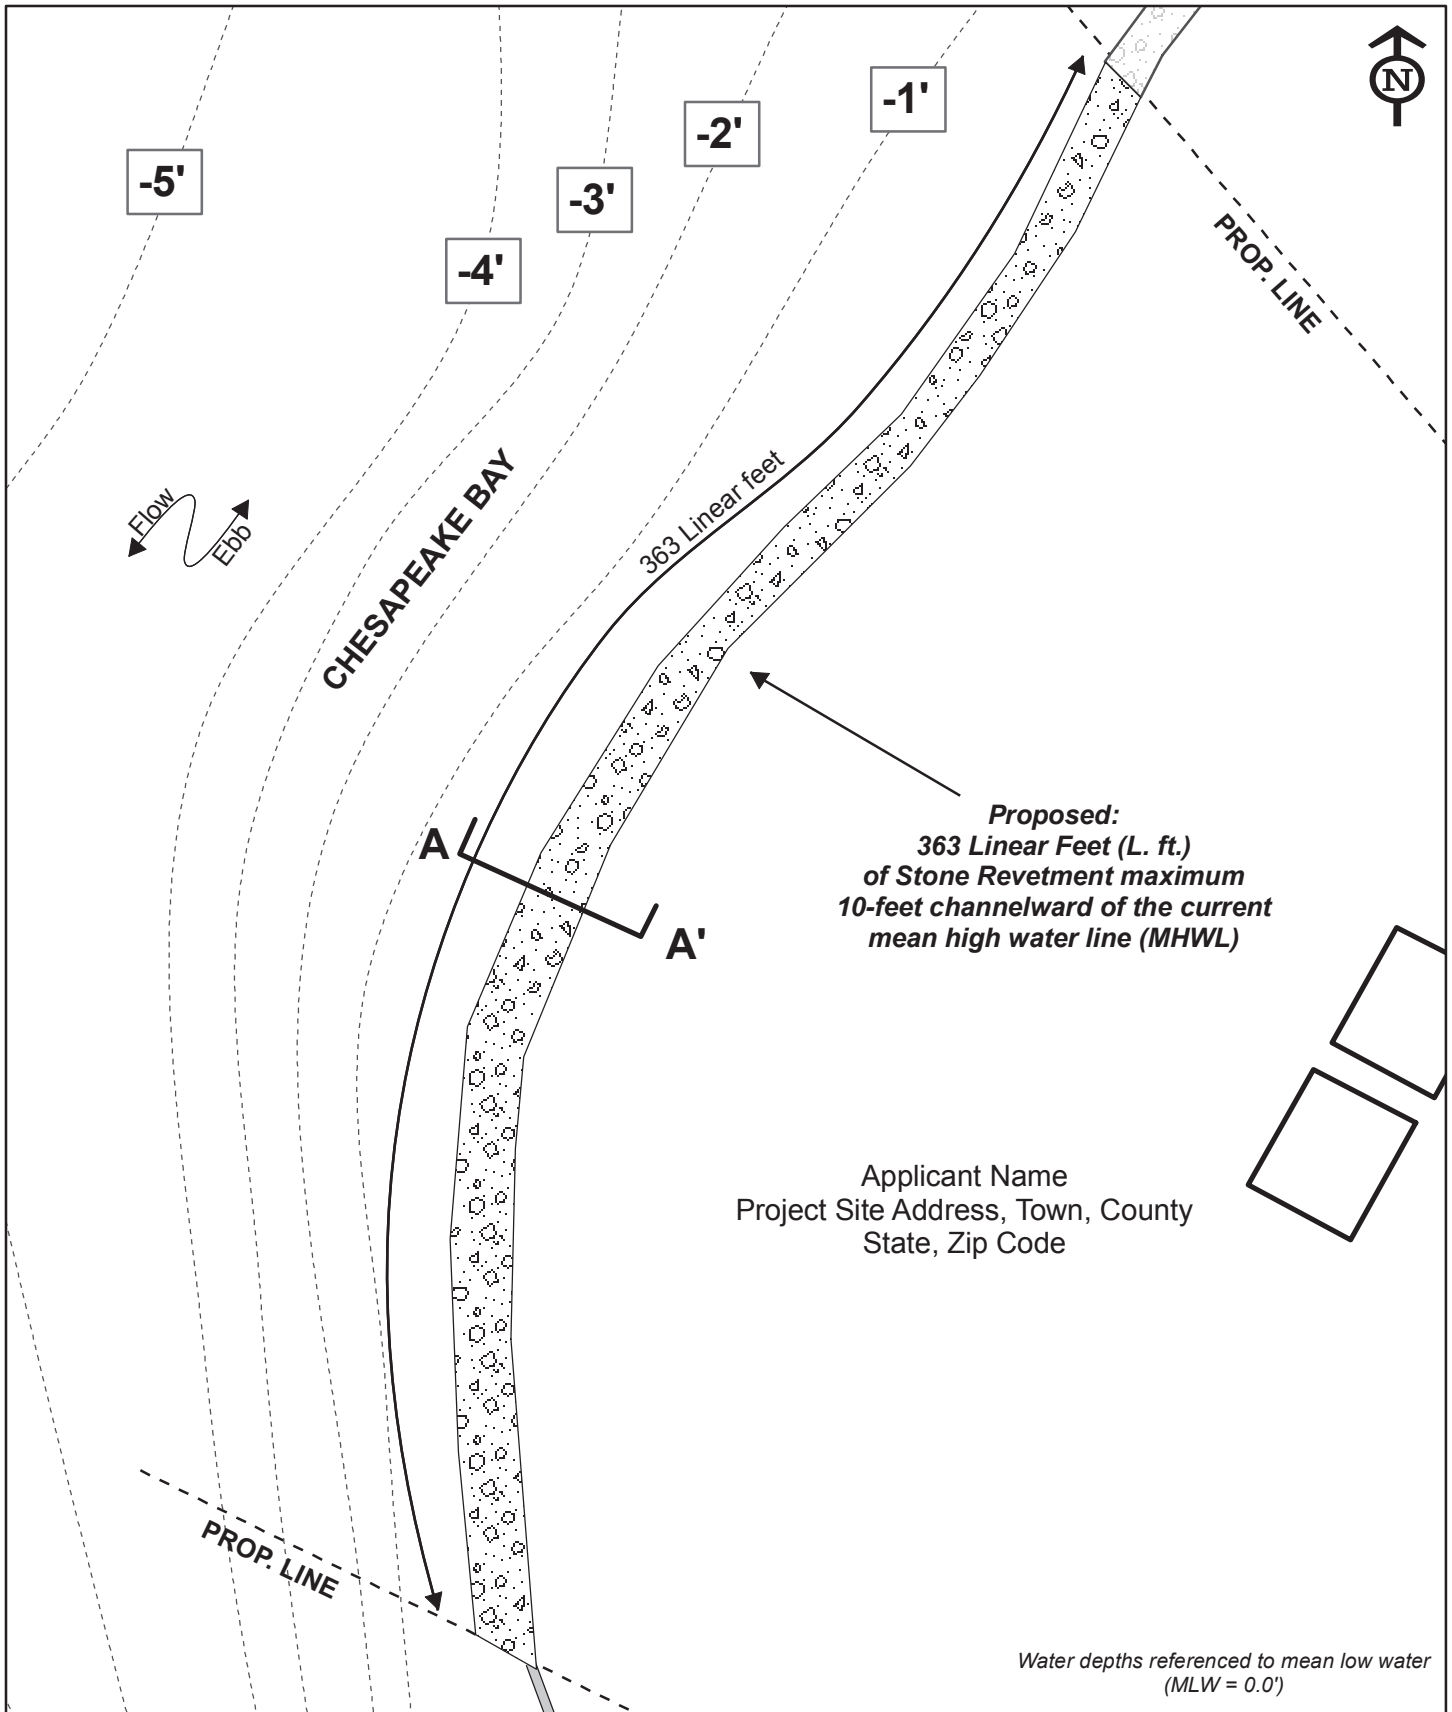 N
-1'
-2'
-5'
-3'
-4'
PROP. LINE
CHESAPEAKE BAY
363 Linear feet
Flow
Ebb
Proposed:
363 Linear Feet (L. ft.)
of Stone Revetment maximum
10-feet channelward of the current
mean high water line (MHWL)
A
A'
Applicant Name
Project Site Address, Town, County
State, Zip Code
PROP. LINE
Water depths referenced to mean low water
(MLW = 0.0')